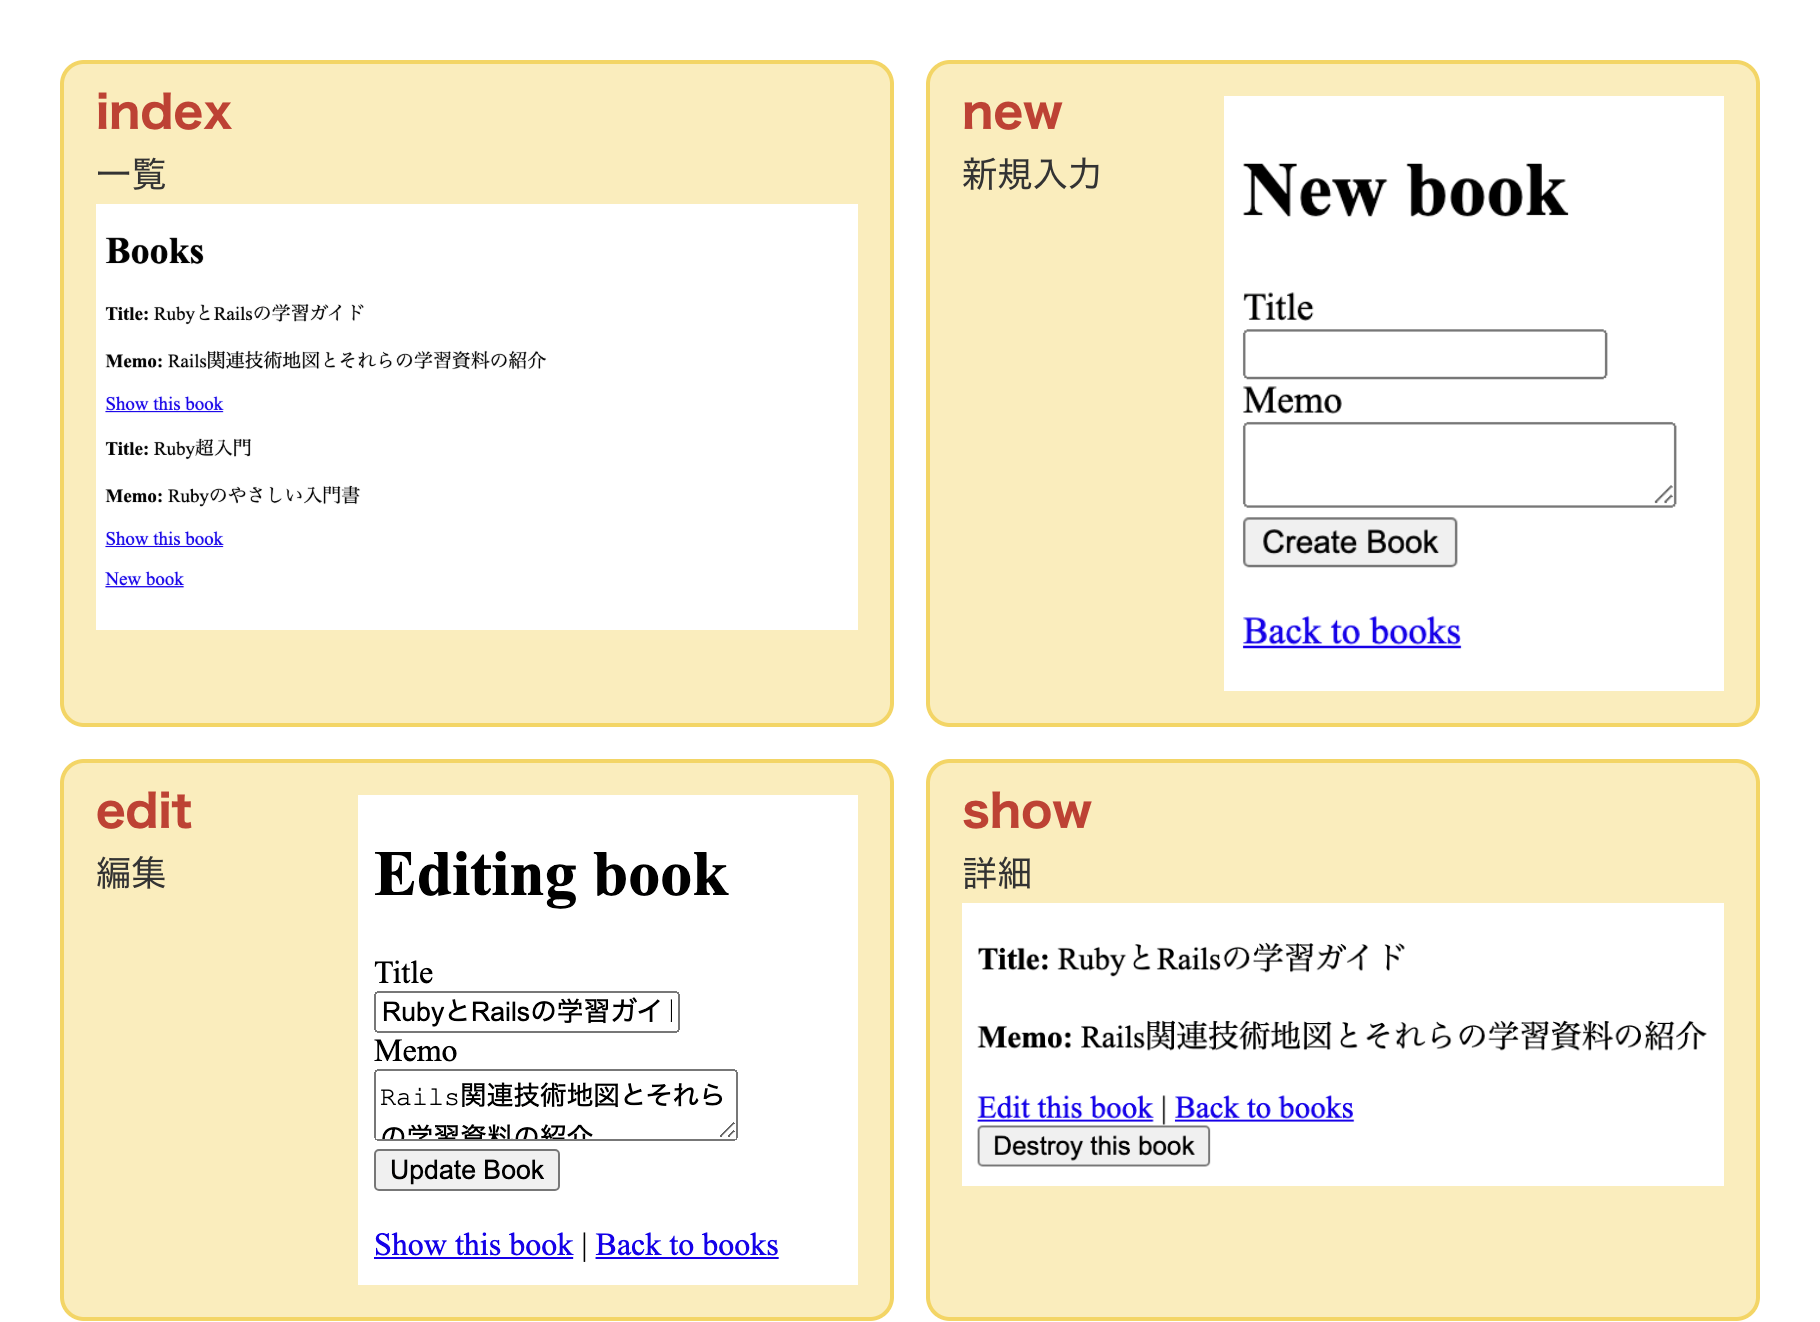 index
一覧
Books
Title: RubyとRailsの学習ガイド
Memo: Rails関連技術地図とそれらの学習資料の紹介
Show this book
Title: Ruby超入門
Memo: Rubyのやさしい入門書
Show this book
New book
new
新規入力
New book
Title
Memo
Create Book
Back to books
edit
編集
Editing book
Title
RubyとRailsの学習ガイ
Memo
Rails関連技術地図とそれら
の学習資料の紹介
Update Book
Show this book | Back to books
show
詳細
Title: RubyとRailsの学習ガイド
Memo: Rails関連技術地図とそれらの学習資料の紹介
Edit this book | Back to books
Destroy this book